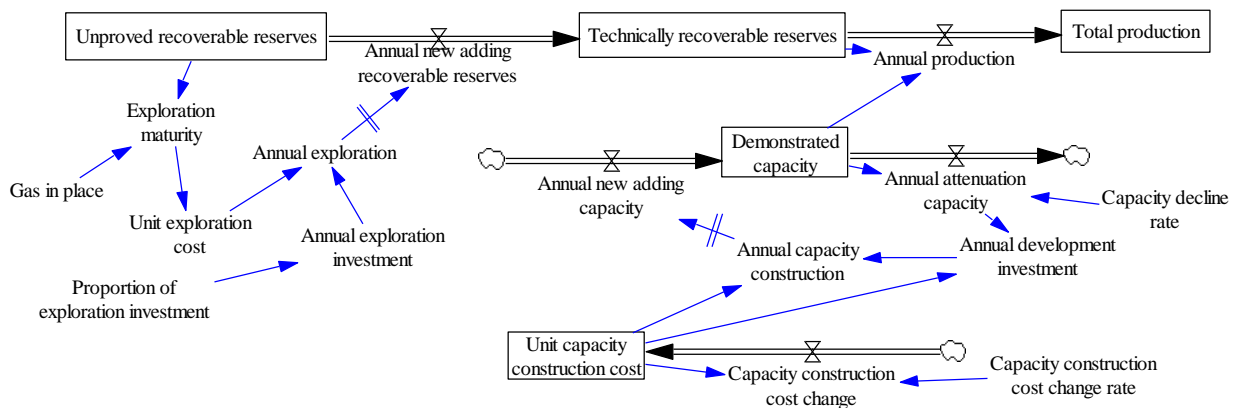 Unproved recoverable reserves
Annual new adding
recoverable reserves
Technically recoverable reserves
Annual production
Total production
Exploration
maturity
Gas in place
Unit exploration
cost
Annual exploration
Annual exploration
investment
Proportion of
exploration investment
Demonstrated
capacity
Annual new adding
capacity
Annual attenuation
capacity
Capacity decline
rate
Annual capacity
construction
Annual development
investment
Unit capacity
construction cost
Capacity construction
cost change
Capacity construction
cost change rate